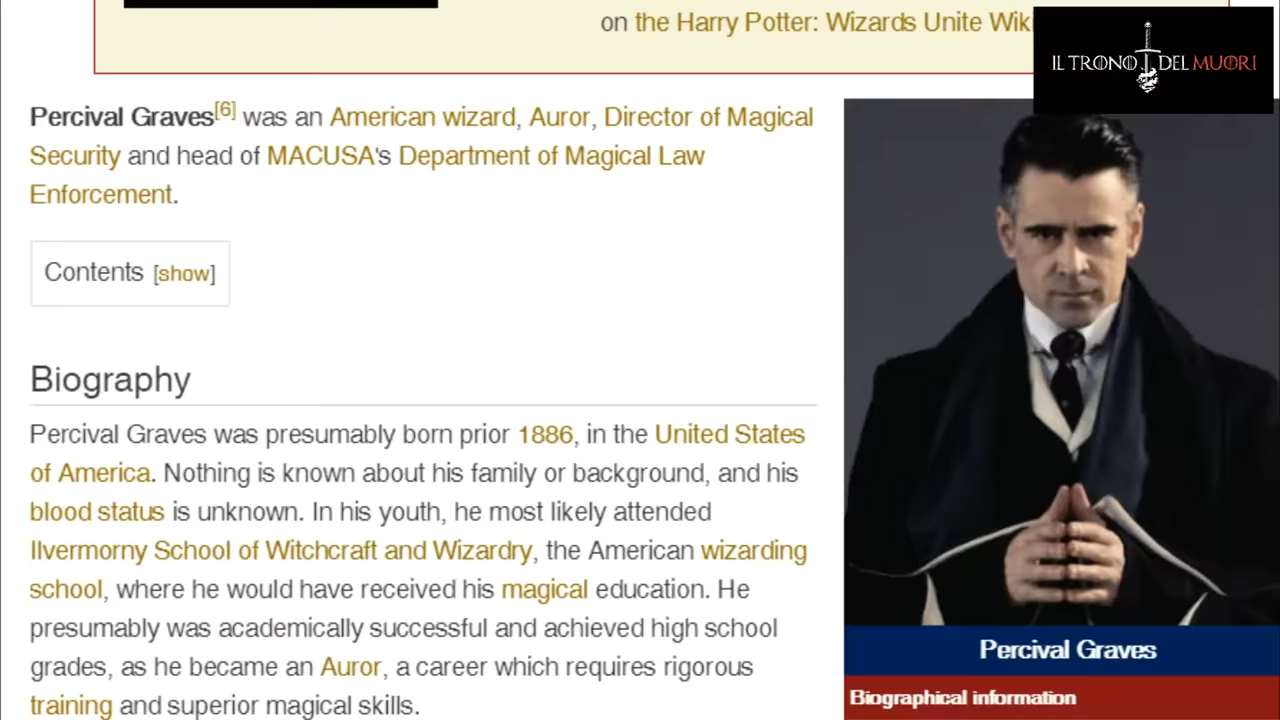 on the Harry Potter: Wizards Unite Wik
IL TRONO DEL MUORI
Percival Graves[6] was an American wizard, Auror, Director of Magical
Security and head of MACUSA's Department of Magical Law
Enforcement.
Contents [show]
Biography
Percival Graves was presumably born prior 1886, in the United States
of America. Nothing is known about his family or background, and his
blood status is unknown. In his youth, he most likely attended
Ilvermorny School of Witchcraft and Wizardry, the American wizarding
school, where he would have received his magical education. He
presumably was academically successful and achieved high school
grades, as he became an Auror, a career which requires rigorous
training and superior magical skills.
Percival Graves
Biographical information